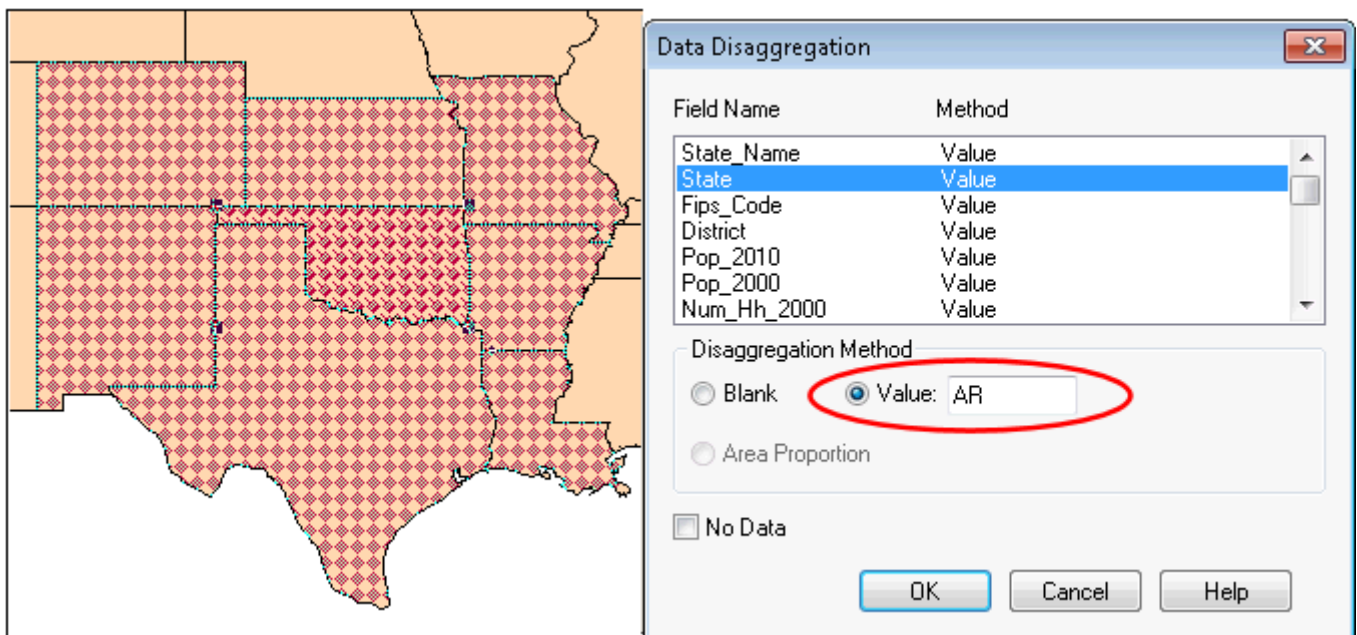 Data Disaggregation
Field Name Method
State_Name Value
State Value
Fips_Code Value
District Value
Pop_2010 Value
Pop_2000 Value
Num_Hh_2000 Value
Disaggregation Method
Blank Value: AR
Area Proportion
No Data
OK Cancel Help